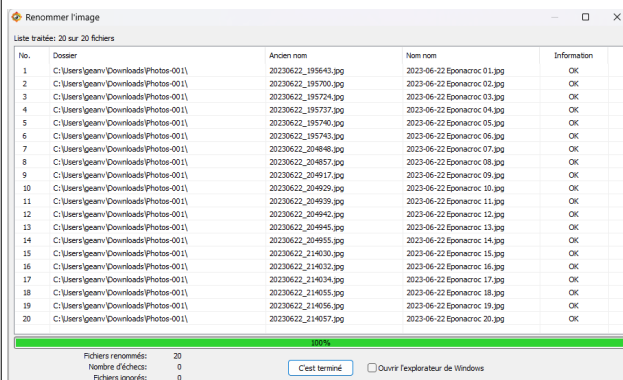 Renommer l'image
Liste traitée: 20 sur 20 fichiers
No. Dossier Ancien nom Nom nom Information
1 C:\Users\geanv\Downloads\Photos-001\ 20230622_195643.jpg 2023-06-22 Eponacroc 01.jpg OK
2 C:\Users\geanv\Downloads\Photos-001\ 20230622_195700.jpg 2023-06-22 Eponacroc 02.jpg OK
3 C:\Users\geanv\Downloads\Photos-001\ 20230622_195724.jpg 2023-06-22 Eponacroc 03.jpg OK
4 C:\Users\geanv\Downloads\Photos-001\ 20230622_195737.jpg 2023-06-22 Eponacroc 04.jpg OK
5 C:\Users\geanv\Downloads\Photos-001\ 20230622_195740.jpg 2023-06-22 Eponacroc 05.jpg OK
6 C:\Users\geanv\Downloads\Photos-001\ 20230622_195743.jpg 2023-06-22 Eponacroc 06.jpg OK
7 C:\Users\geanv\Downloads\Photos-001\ 20230622_204848.jpg 2023-06-22 Eponacroc 07.jpg OK
8 C:\Users\geanv\Downloads\Photos-001\ 20230622_204857.jpg 2023-06-22 Eponacroc 08.jpg OK
9 C:\Users\geanv\Downloads\Photos-001\ 20230622_204917.jpg 2023-06-22 Eponacroc 09.jpg OK
10 C:\Users\geanv\Downloads\Photos-001\ 20230622_204929.jpg 2023-06-22 Eponacroc 10.jpg OK
11 C:\Users\geanv\Downloads\Photos-001\ 20230622_204939.jpg 2023-06-22 Eponacroc 11.jpg OK
12 C:\Users\geanv\Downloads\Photos-001\ 20230622_204942.jpg 2023-06-22 Eponacroc 12.jpg OK
13 C:\Users\geanv\Downloads\Photos-001\ 20230622_204945.jpg 2023-06-22 Eponacroc 13.jpg OK
14 C:\Users\geanv\Downloads\Photos-001\ 20230622_204955.jpg 2023-06-22 Eponacroc 14.jpg OK
15 C:\Users\geanv\Downloads\Photos-001\ 20230622_214030.jpg 2023-06-22 Eponacroc 15.jpg OK
16 C:\Users\geanv\Downloads\Photos-001\ 20230622_214032.jpg 2023-06-22 Eponacroc 16.jpg OK
17 C:\Users\geanv\Downloads\Photos-001\ 20230622_214034.jpg 2023-06-22 Eponacroc 17.jpg OK
18 C:\Users\geanv\Downloads\Photos-001\ 20230622_214055.jpg 2023-06-22 Eponacroc 18.jpg OK
19 C:\Users\geanv\Downloads\Photos-001\ 20230622_214056.jpg 2023-06-22 Eponacroc 19.jpg OK
20 C:\Users\geanv\Downloads\Photos-001\ 20230622_214057.jpg 2023-06-22 Eponacroc 20.jpg OK
100%
Fichiers renommés: 20
Nombre d'échecs: 0
C'est terminé Ouvrir l'explorateur de Windows
Fichiers ignorés: 0